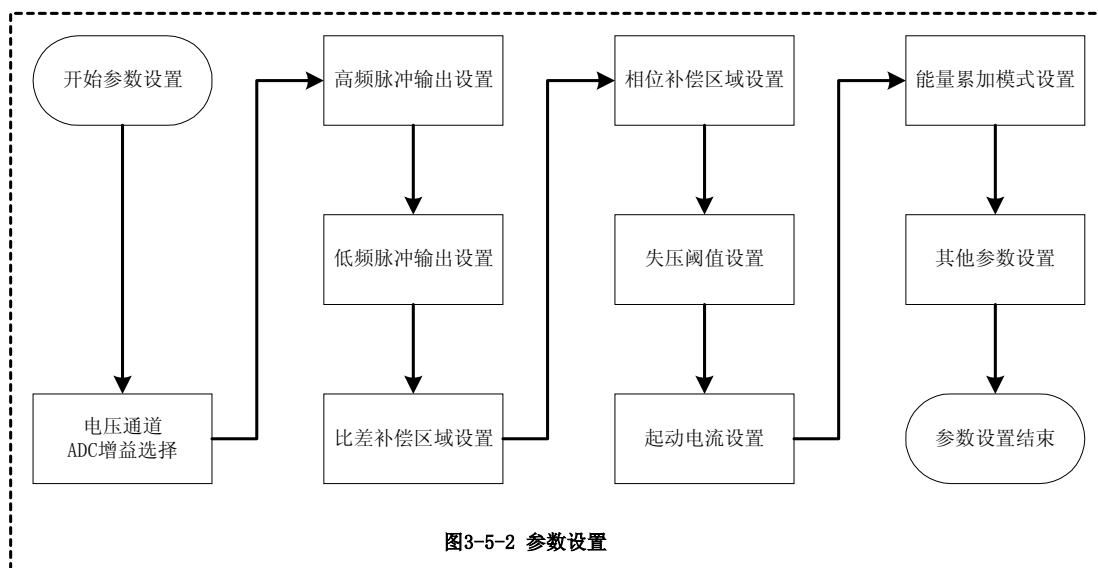 开始参数设置
电压通道
ADC增益选择
高频脉冲输出设置
低频脉冲输出设置
比差补偿区域设置
相位补偿区域设置
失压阈值设置
起动电流设置
能量累加模式设置
其他参数设置
参数设置结束
图3-5-2 参数设置